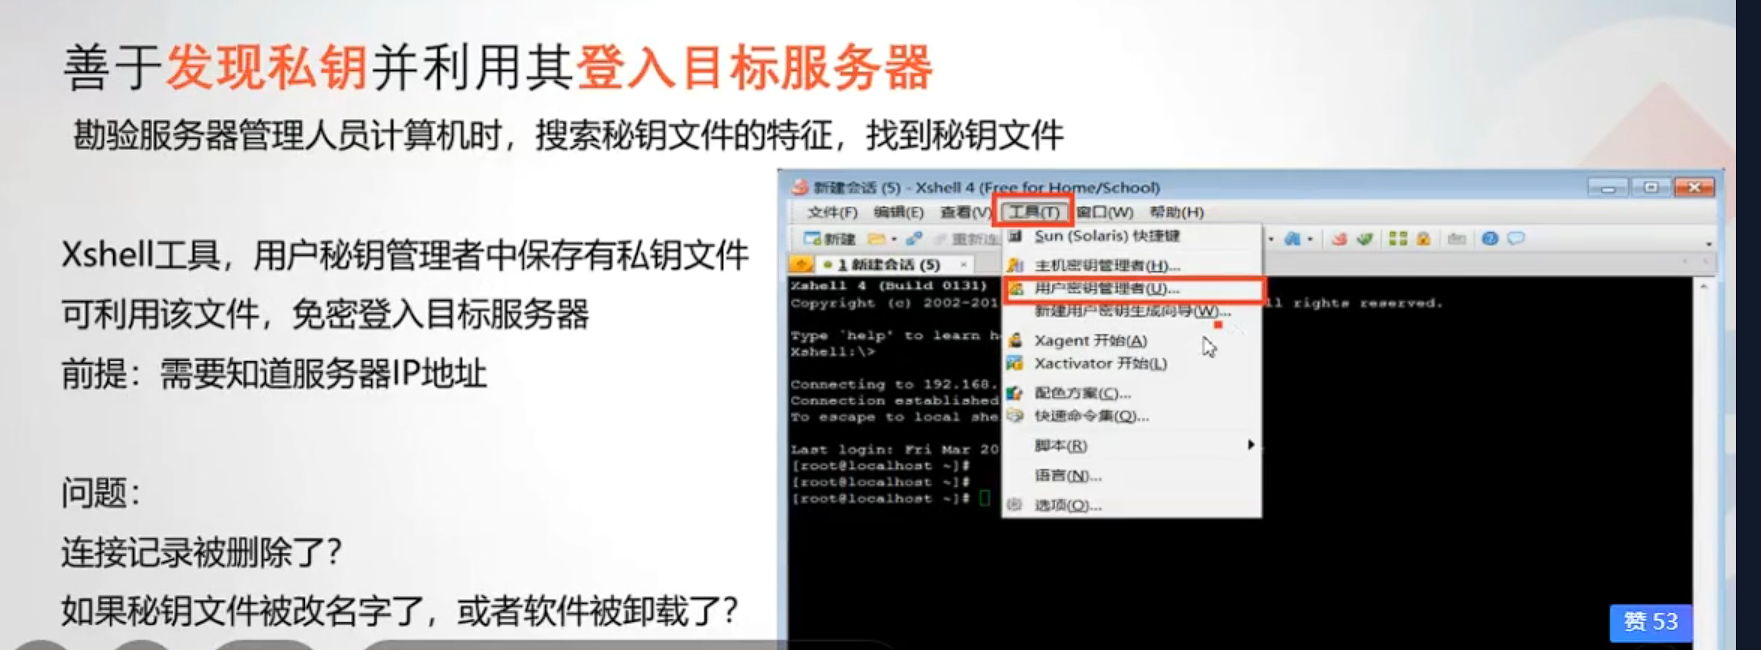 善于发现私钥并利用其登入目标服务器
勘验服务器管理人员计算机时，搜索秘钥文件的特征，找到秘钥文件
Xshell工具，用户秘钥管理者中保存有私钥文件
可利用该文件，免密登入目标服务器
前提：需要知道服务器IP地址
问题：
连接记录被删除了？
如果秘钥文件被改名字了，或者软件被卸载了？
新建会话 (5) - Xshell 4 (Free for Home/School)
文件(F) 编辑(E) 查看(V) 工具(T) 窗口(W) 帮助(H)
新建 重新连
1 新建会话 (5)
Sun (Solaris) 快捷键
主机密钥管理者(H)...
用户密钥管理者(U)...
新建用户密钥生成向导(W)...
Xagent 开始(A)
Xactivator 开始(L)
配色方案(C)...
快速命令集(Q)...
脚本(R)
语言(N)...
选项(O)...
Xshell 4 (Build 0131)
Copyright (c) 2002-201 ll rights reserved.
Type `help' to learn h
Xshell:\>
Connecting to 192.168.
Connection established
To escape to local she
Last login: Fri Mar 20
[root@localhost ~]#
[root@localhost ~]#
[root@localhost ~]#
赞 53